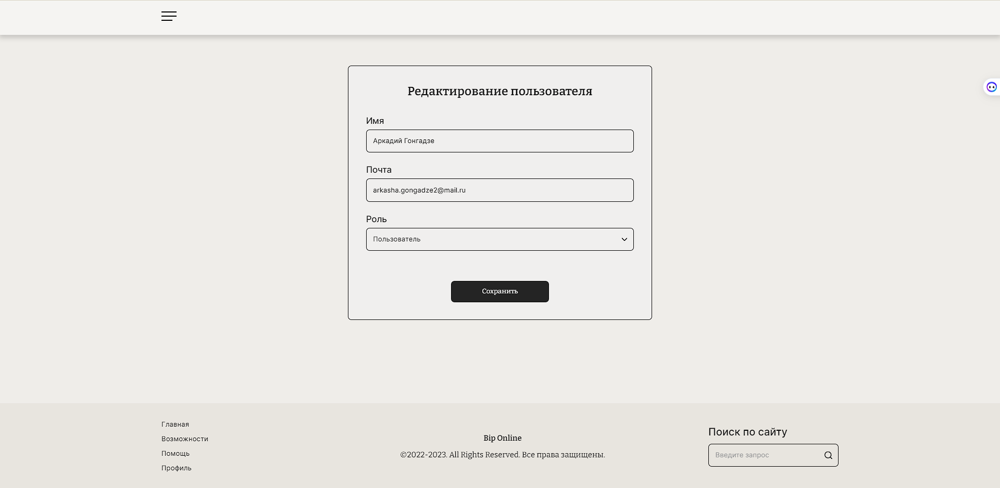 Редактирование пользователя
Имя
Аркадий Гонгадзе
Почта
arkasha.gongadze2@mail.ru
Роль
Пользователь
Сохранить
Главная
Возможности
Помощь
Профиль
Bip Online
©2022-2023. All Rights Reserved. Все права защищены.
Поиск по сайту
Введите запрос